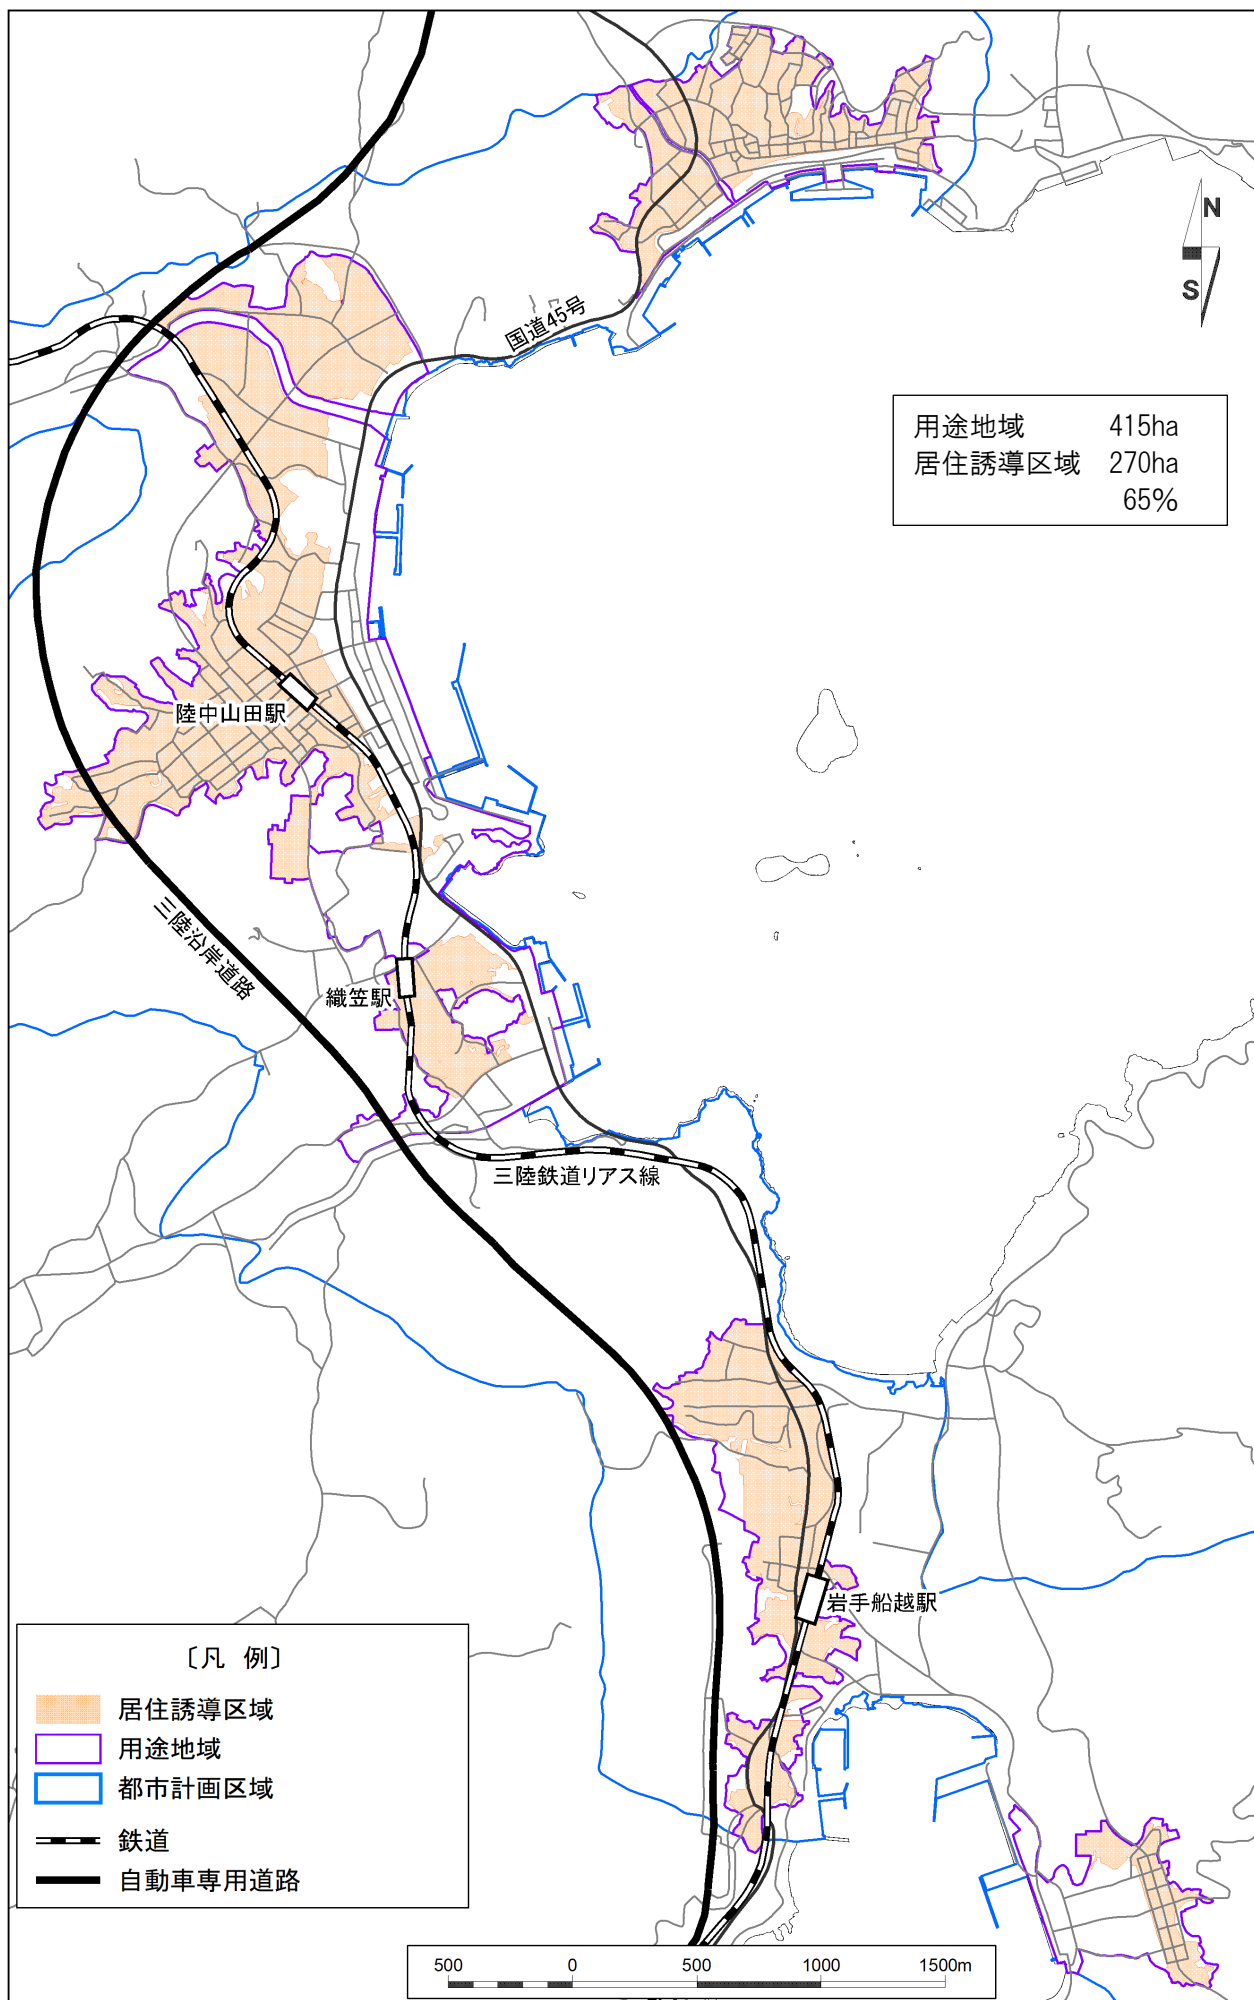 N
S
国道45号
用途地域 415ha
居住誘導区域 270ha
65%
陸中山田駅
三陸沿岸道路
織笠駅
三陸鉄道リアス線
岩手船越駅
〔凡 例〕
居住誘導区域
用途地域
都市計画区域
鉄道
自動車専用道路
500 0 500 1000 1500m